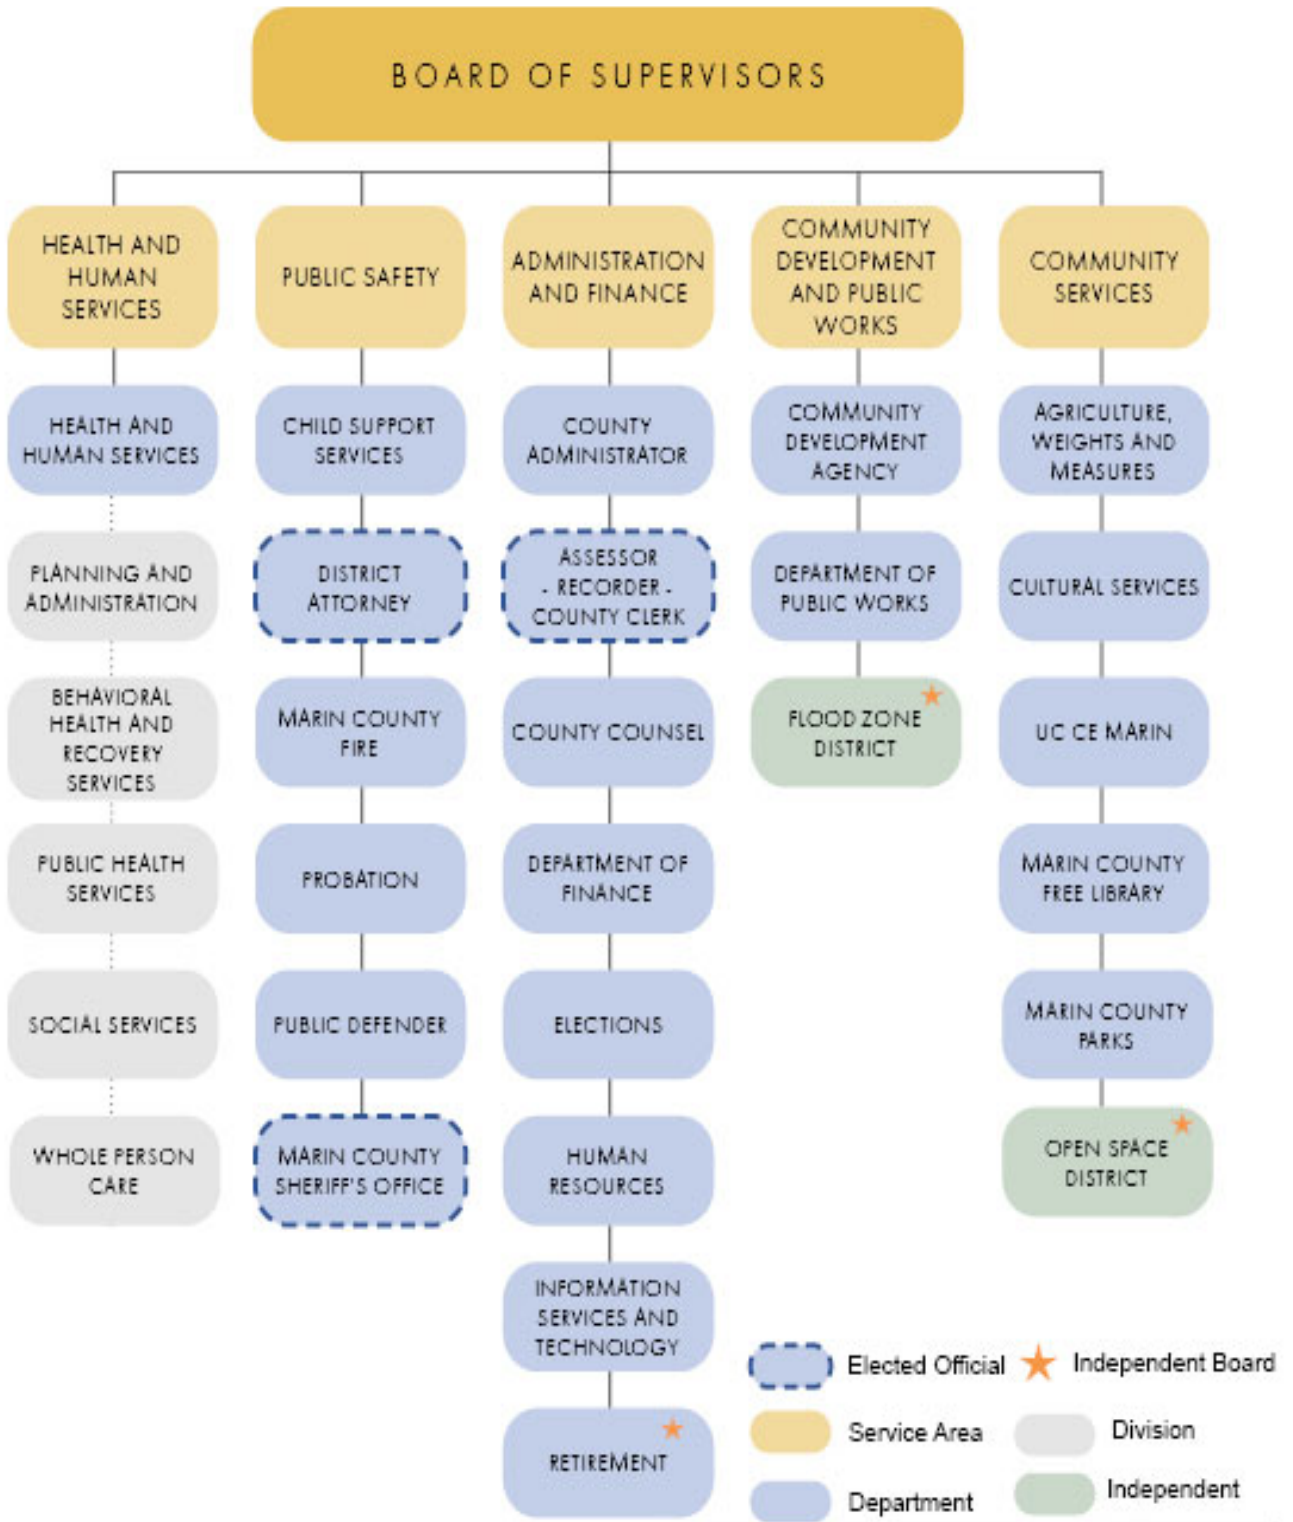 BOARD OF SUPERVISORS
HEALTH AND
HUMAN
SERVICES
PUBLIC SAFETY
ADMINISTRATION
AND FINANCE
COMMUNITY
DEVELOPMENT
AND PUBLIC
WORKS
COMMUNITY
SERVICES
HEALTH AND
HUMAN SERVICES
CHILD SUPPORT
SERVICES
COUNTY
ADMINISTRATOR
COMMUNITY
DEVELOPMENT
AGENCY
AGRICULTURE,
WEIGHTS AND
MEASURES
PLANNING AND
ADMINISTRATION
DISTRICT
ATTORNEY
ASSESSOR
- RECORDER -
COUNTY CLERK
DEPARTMENT OF
PUBLIC WORKS
CULTURAL SERVICES
BEHAVIORAL
HEALTH AND
RECOVERY
SERVICES
MARIN COUNTY
FIRE
COUNTY COUNSEL
FLOOD ZONE
DISTRICT
UC CE MARIN
PUBLIC HEALTH
SERVICES
PROBATION
DEPARTMENT OF
FINANCE
MARIN COUNTY
FREE LIBRARY
SOCIAL SERVICES
PUBLIC DEFENDER
ELECTIONS
MARIN COUNTY
PARKS
WHOLE PERSON
CARE
MARIN COUNTY
SHERIFF'S OFFICE
HUMAN
RESOURCES
OPEN SPACE
DISTRICT
INFORMATION
SERVICES AND
TECHNOLOGY
RETIREMENT
Elected Official
Independent Board
Service Area
Division
Department
Independent